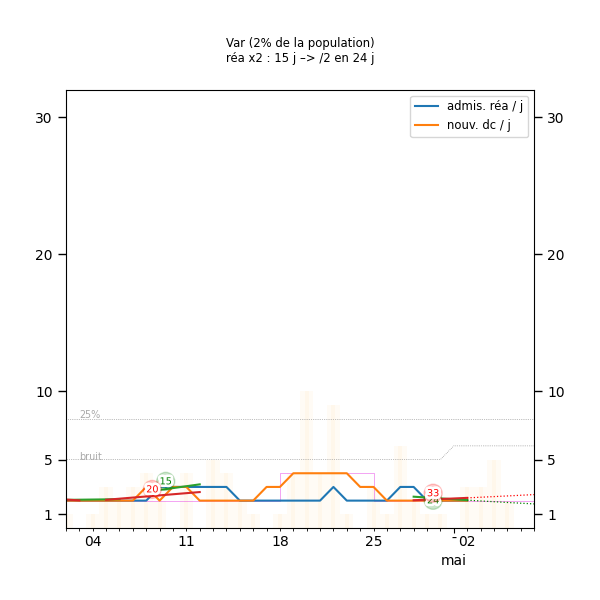 Var (2% de la population)
réa x2 : 15 j –> /2 en 24 j
admis. réa / j
nouv. dc / j
30 30
20 20
10 10
25%
5 bruit 5
20 15 33
24
1 1
04 11 18 25 02
mai